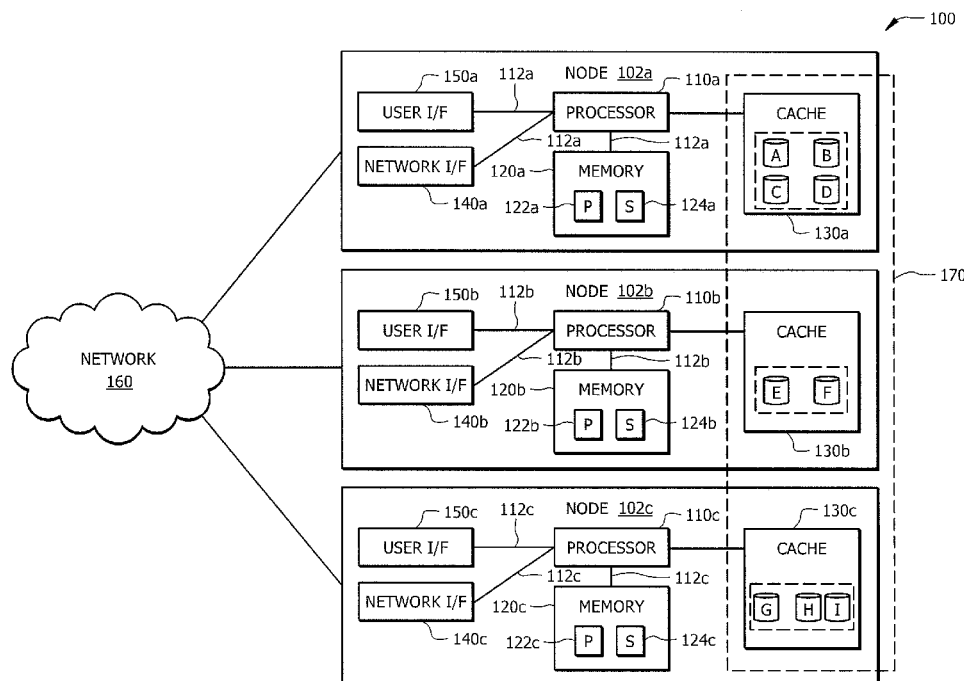 100
150a 112a NODE 102a 110a
USER I/F PROCESSOR CACHE
112a 112a
120a A B
NETWORK I/F MEMORY C D
140a 122a P S 124a 130a
170
150b 112b NODE 102b 110b
USER I/F PROCESSOR CACHE
112b 112b
NETWORK
160
120b
NETWORK I/F MEMORY E F
140b 122b P S 124b 130b
150c 112c NODE 102c 110c 130c
USER I/F PROCESSOR CACHE
112c 112c
120c
NETWORK I/F MEMORY G H I
140c 122c P S 124c